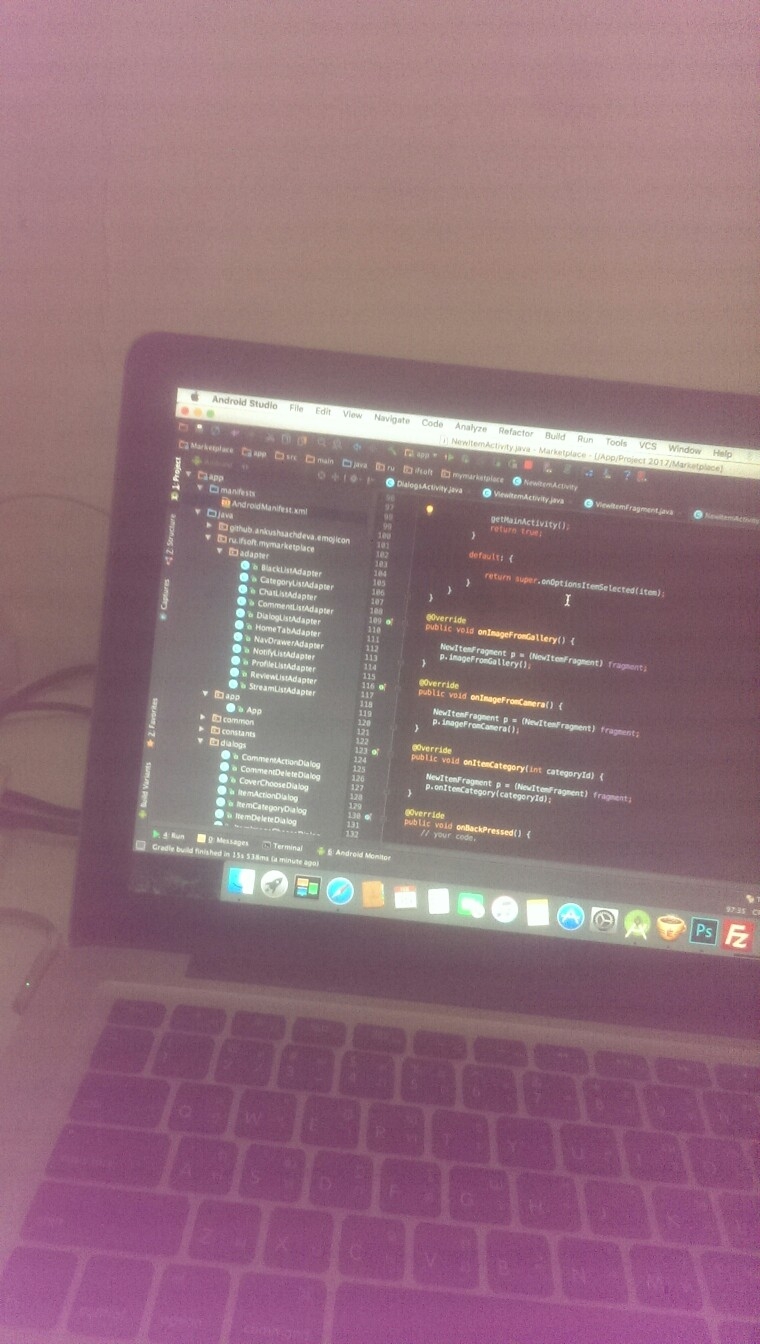 Android Studio File Edit View Navigate Code Analyze Refactor Build Run Tools VCS Window Help
NewItemActivity.java - Marketplace - [/App/Project 2017/Marketplace]
app
Marketplace app src main java ru ifsoft mymarketplace NewItemActivity
DialogsActivity.java ViewItemActivity.java ViewItemFragment.java NewItemActivity
1: Project
Z: Structure
Captures
2: Favorites
Build Variants
app
manifests
AndroidManifest.xml
java
github.ankushsachdeva.emojicon
ru.ifsoft.mymarketplace
adapter
BlackListAdapter
CategoryListAdapter
ChatListAdapter
CommentListAdapter
DialogListAdapter
HomeTabAdapter
NavDrawerAdapter
NotifyListAdapter
ProfileListAdapter
ReviewListAdapter
StreamListAdapter
app
App
common
constants
dialogs
CommentActionDialog
CommentDeleteDialog
CoverChooseDialog
ItemActionDialog
ItemCategoryDialog
ItemDeleteDialog
96
97
98
99
100
101
102
103
104
105
106
107
108
109
110
111
112
113
114
115
116
117
118
119
120
121
122
123
124
125
126
127
128
129
130
131
132
getMainActivity();
return true;
}
default: {
return super.onOptionsItemSelected(item);
}
}
}
@Override
public void onImageFromGallery() {
NewItemFragment p = (NewItemFragment) fragment;
p.imageFromGallery();
}
@Override
public void onImageFromCamera() {
NewItemFragment p = (NewItemFragment) fragment;
p.imageFromCamera();
}
@Override
public void onItemCategory(int categoryId) {
NewItemFragment p = (NewItemFragment) fragment;
p.onItemCategory(categoryId);
}
@Override
public void onBackPressed() {
// your code.
4: Run 0: Messages Terminal 6: Android Monitor
Gradle build finished in 15s 538ms (a minute ago)
97:35
Ps
Fz
Q W E R T Y U
A S D F G H J K
Z X C V B N M